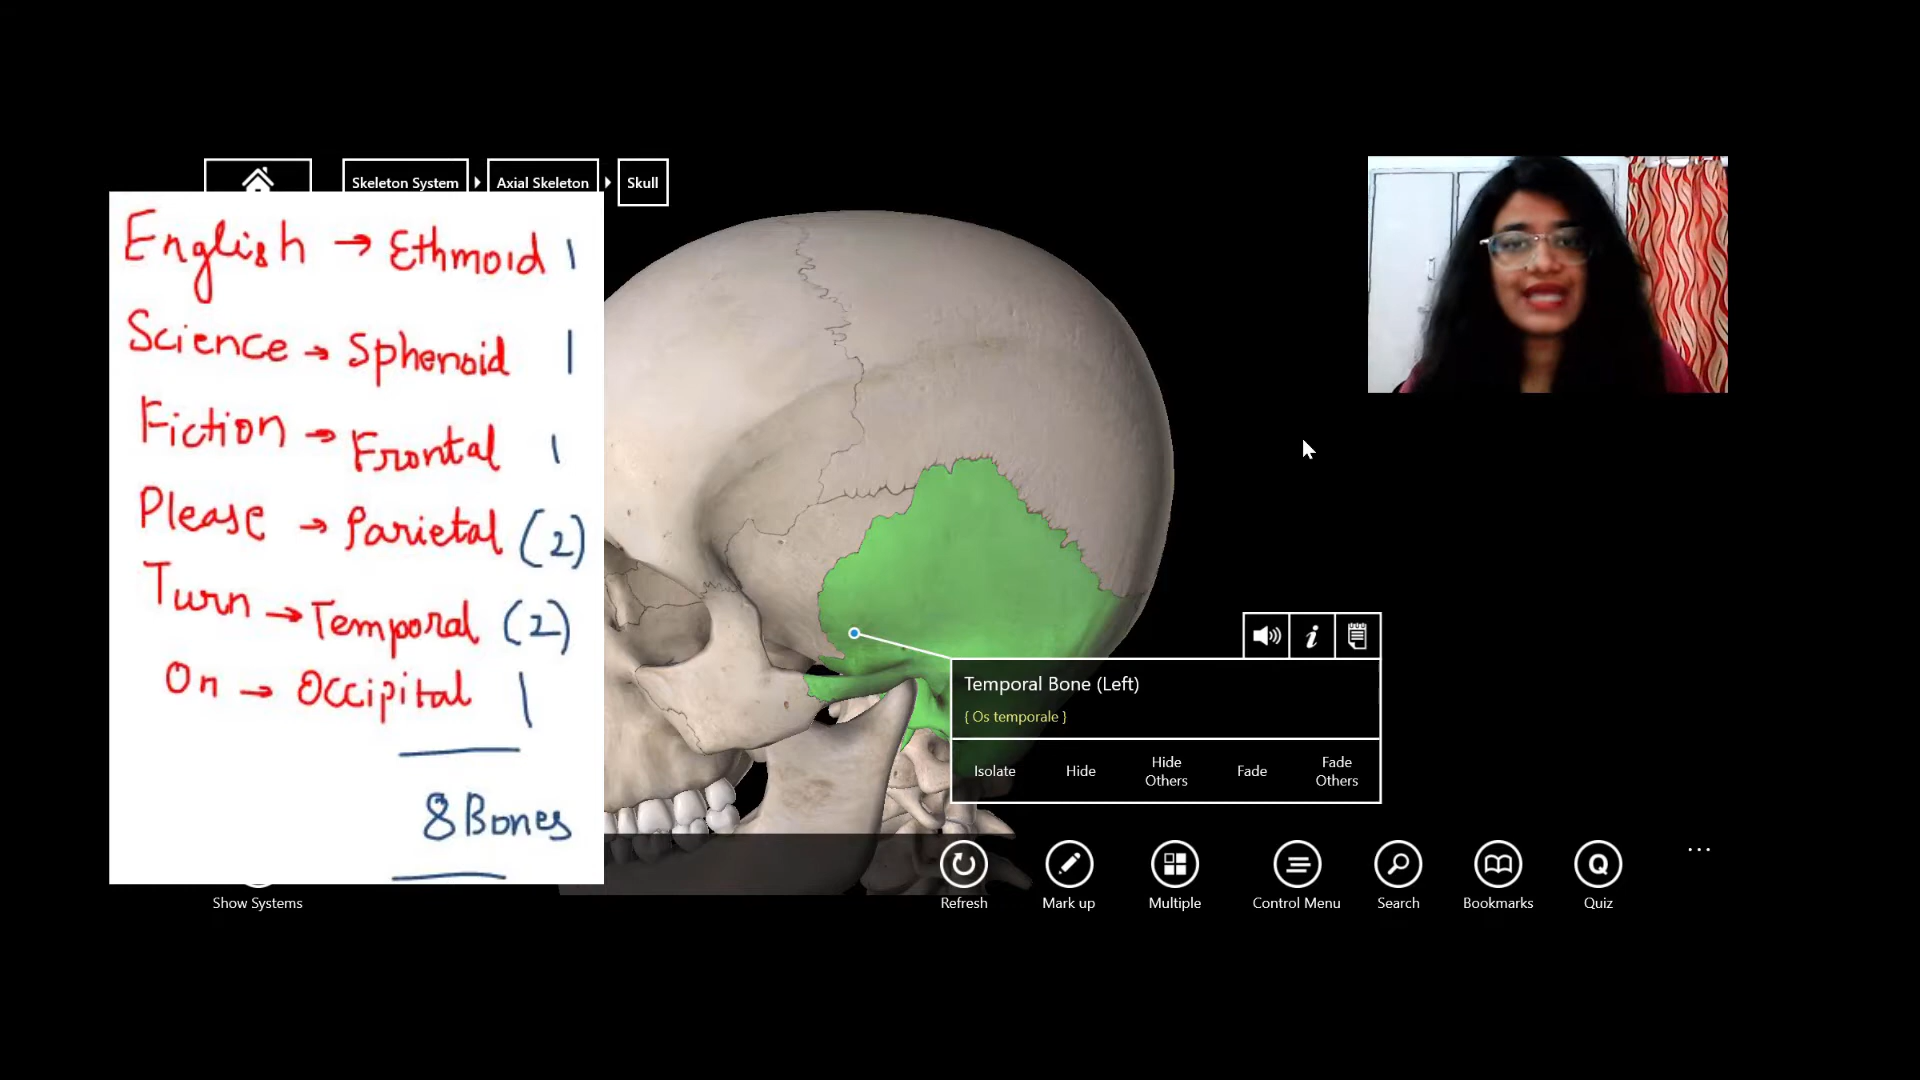 Skeleton System Axial Skeleton Skull
English → Ethmoid 1
Science → Sphenoid 1
Fiction → Frontal 1
Please → Parietal (2)
Turn → Temporal (2)
On → Occipital 1
8 Bones
Temporal Bone (Left)
{ Os temporale }
Isolate Hide Hide Others Fade Fade Others
Show Systems Refresh Mark up Multiple Control Menu Search Bookmarks Q Quiz